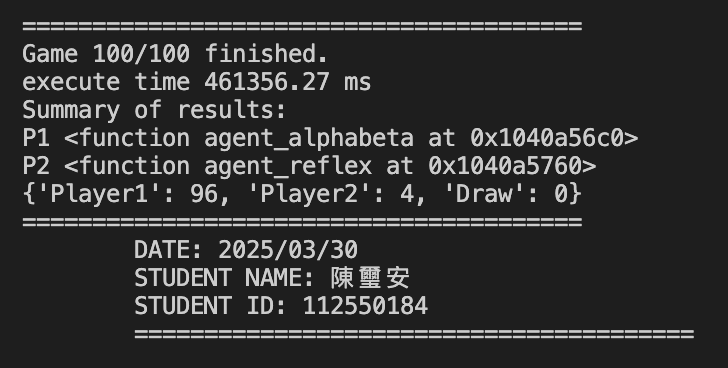 ========================================
Game 100/100 finished.
execute time 461356.27 ms
Summary of results:
P1 <function agent_alphabeta at 0x1040a56c0>
P2 <function agent_reflex at 0x1040a5760>
{'Player1': 96, 'Player2': 4, 'Draw': 0}
========================================
DATE: 2025/03/30
STUDENT NAME: 陳璽安
STUDENT ID: 112550184
========================================